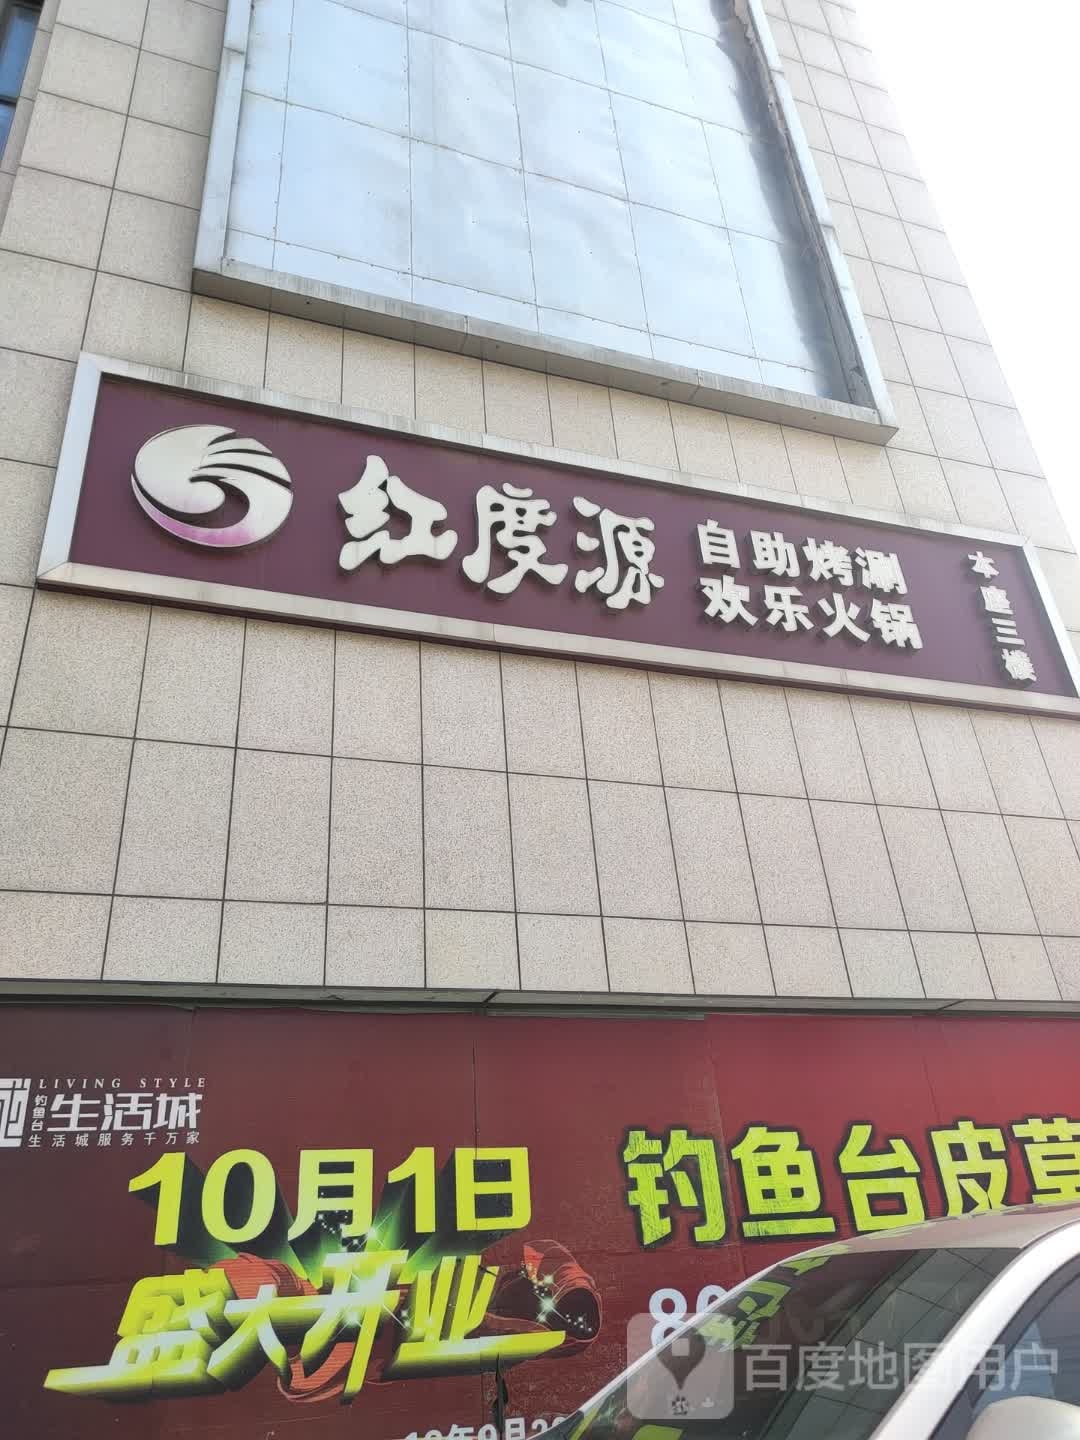 红度源
自助烤涮
欢乐火锅
本座三楼
LIVING STYLE
钓鱼台
生活城
生活城服务千万家
10月1日
盛大开业
钓鱼台皮草
80
百度地图用户